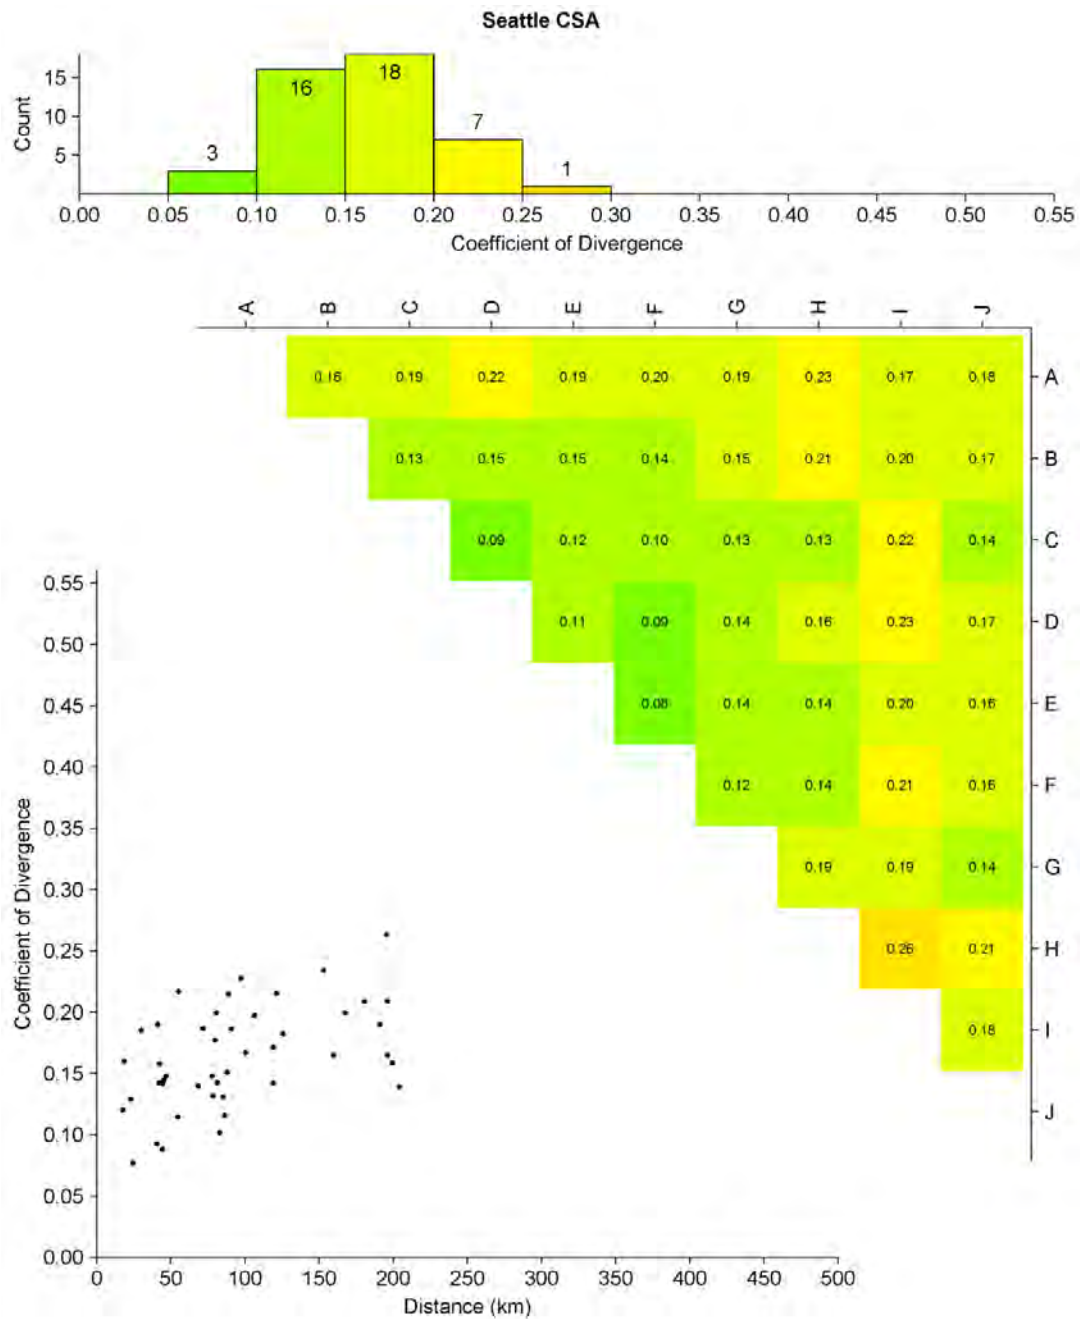 Seattle CSA
Count
15
10
5
3
16
18
7
1
0.00 0.05 0.10 0.15 0.20 0.25 0.30 0.35 0.40 0.45 0.50 0.55
Coefficient of Divergence
A B C D E F G H I J
0.16 0.19 0.22 0.19 0.20 0.19 0.23 0.17 0.18 A
0.13 0.15 0.15 0.14 0.15 0.21 0.20 0.17 B
0.09 0.12 0.10 0.13 0.13 0.22 0.14 C
0.11 0.09 0.14 0.16 0.23 0.17 D
0.08 0.14 0.14 0.20 0.16 E
0.12 0.14 0.21 0.16 F
0.19 0.19 0.14 G
0.26 0.21 H
0.18 I
J
Coefficient of Divergence
0.55
0.50
0.45
0.40
0.35
0.30
0.25
0.20
0.15
0.10
0.05
0.00
0 50 100 150 200 250 300 350 400 450 500
Distance (km)